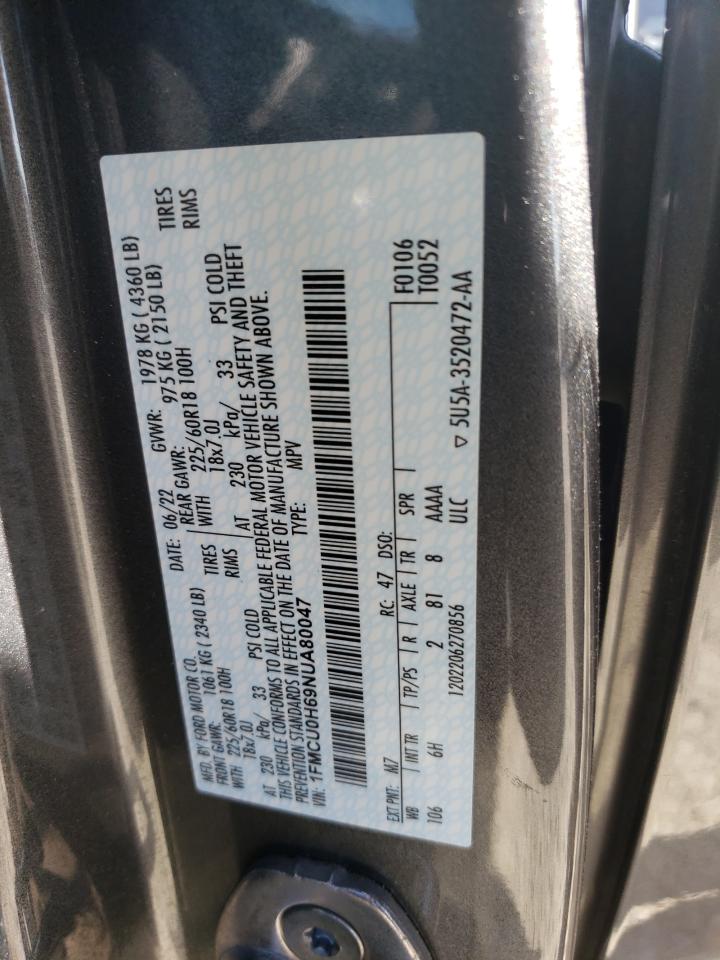 MFD. BY FORD MOTOR CO. DATE: 06/22 GVWR: 1978 KG ( 4360 LB)
FRONT GAWR: 1061 KG ( 2340 LB) REAR GAWR: 975 KG ( 2150 LB)
WITH 225/60R18 100H TIRES WITH 225/60R18 100H TIRES
18x7.0J RIMS 18x7.0J RIMS
AT 230 kPa/ 33 PSI COLD AT 230 kPa/ 33 PSI COLD
THIS VEHICLE CONFORMS TO ALL APPLICABLE FEDERAL MOTOR VEHICLE SAFETY AND THEFT
PREVENTION STANDARDS IN EFFECT ON THE DATE OF MANUFACTURE SHOWN ABOVE.
VIN: 1FMCU0H69NUA80047 TYPE: MPV
EXT PNT: M7 RC: 47 DSO: F0106
T0052
WB INT TR TP/PS R AXLE TR SPR
106 6H 2 81 8 AAAA
1202206270856 ULC ▽ 5U5A-3520472-AA